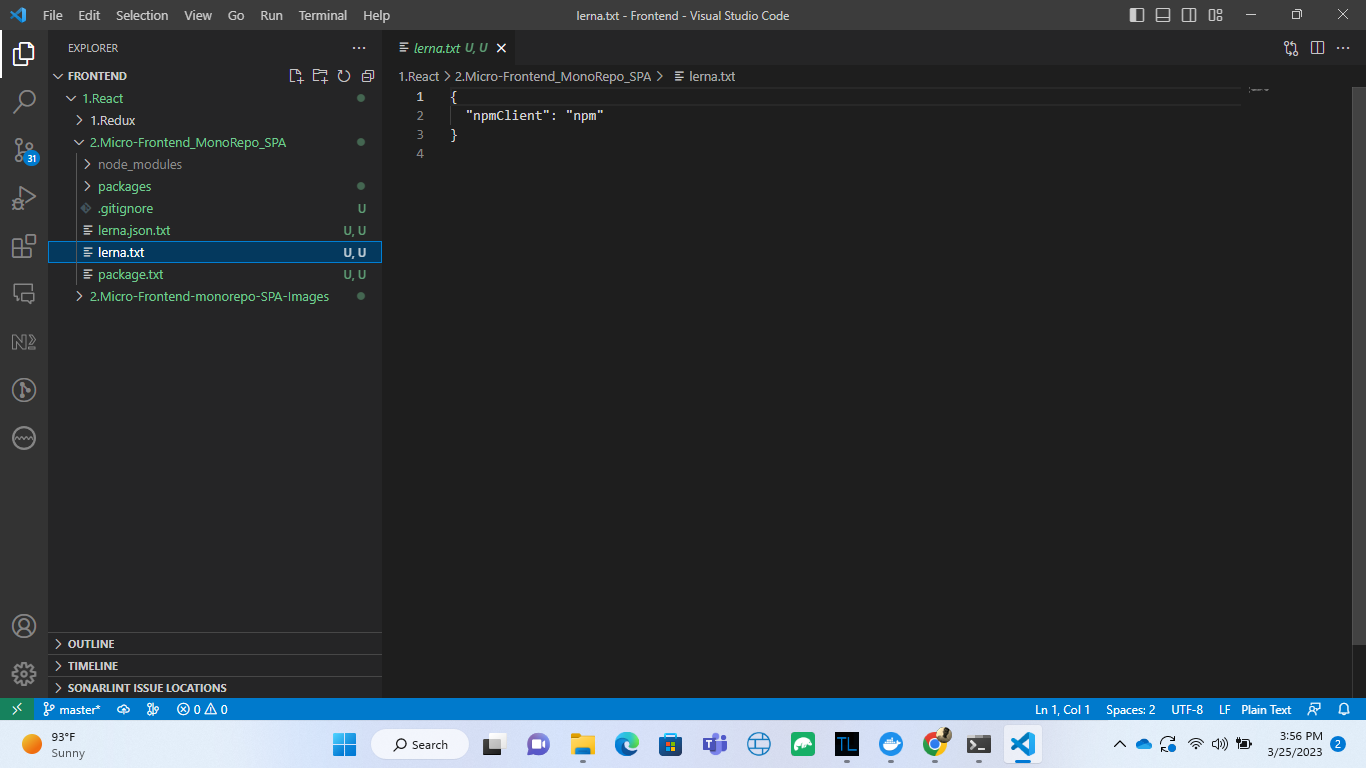 File Edit Selection View Go Run Terminal Help
lerna.txt - Frontend - Visual Studio Code
EXPLORER
FRONTEND
1.React
1.Redux
2.Micro-Frontend_MonoRepo_SPA
node_modules
packages
.gitignore U
lerna.json.txt U, U
lerna.txt U, U
package.txt U, U
2.Micro-Frontend-monorepo-SPA-Images
31
OUTLINE
TIMELINE
SONARLINT ISSUE LOCATIONS
lerna.txt U, U
1.React > 2.Micro-Frontend_MonoRepo_SPA > lerna.txt
1 {
2 "npmClient": "npm"
3 }
4
master* 0 0
Ln 1, Col 1 Spaces: 2 UTF-8 LF Plain Text
93°F
Sunny
Search
TL
3:56 PM
3/25/2023
2